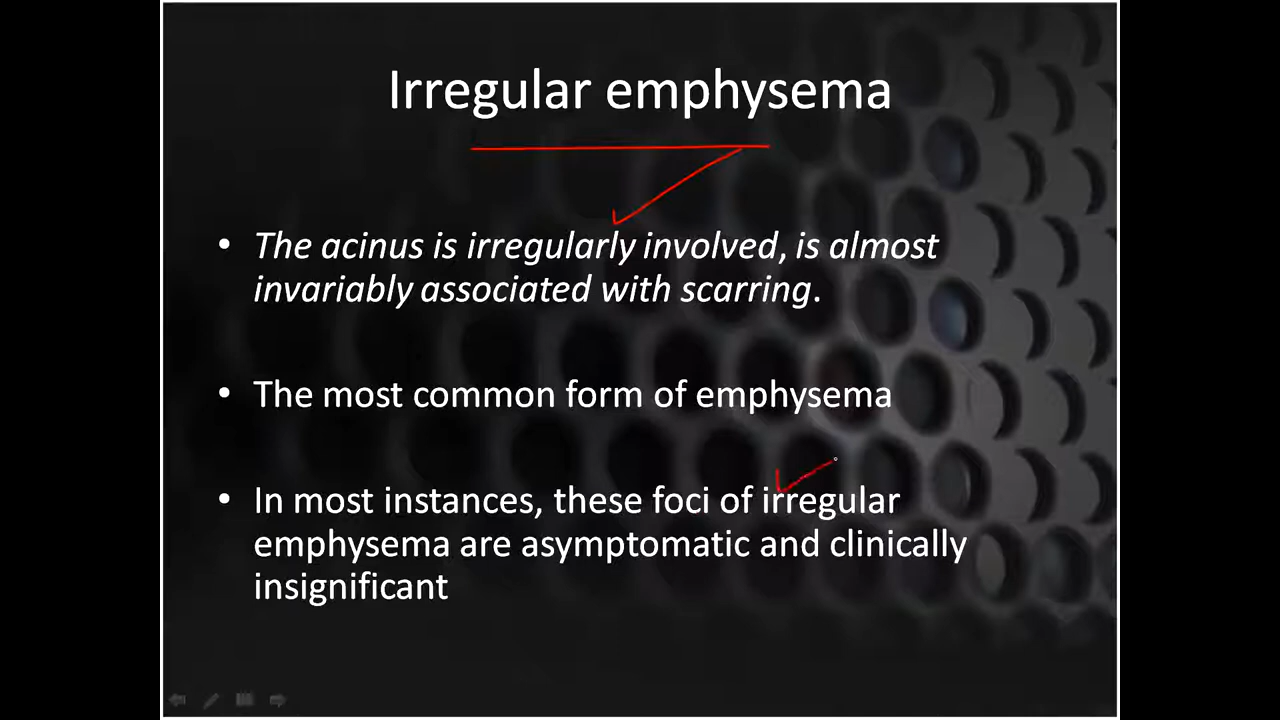 Irregular emphysema
• The acinus is irregularly involved, is almost
invariably associated with scarring.
• The most common form of emphysema
• In most instances, these foci of irregular
emphysema are asymptomatic and clinically
insignificant